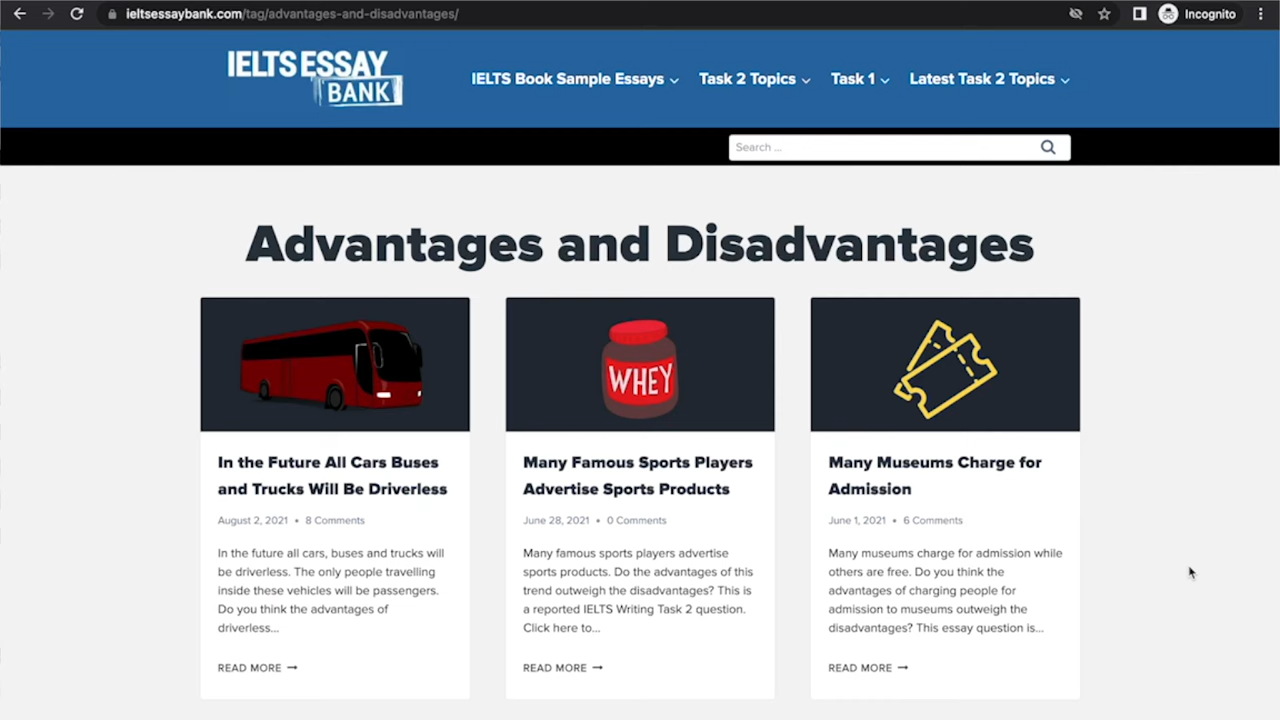 ieltsessaybank.com/tag/advantages-and-disadvantages/
Incognito
IELTS ESSAY
BANK
IELTS Book Sample Essays
Task 2 Topics
Task 1
Latest Task 2 Topics
Search ...
Advantages and Disadvantages
WHEY
In the Future All Cars Buses
and Trucks Will Be Driverless
August 2, 2021 • 8 Comments
In the future all cars, buses and trucks will
be driverless. The only people travelling
inside these vehicles will be passengers.
Do you think the advantages of
driverless...
READ MORE →
Many Famous Sports Players
Advertise Sports Products
June 28, 2021 • 0 Comments
Many famous sports players advertise
sports products. Do the advantages of this
trend outweigh the disadvantages? This is
a reported IELTS Writing Task 2 question.
Click here to...
READ MORE →
Many Museums Charge for
Admission
June 1, 2021 • 6 Comments
Many museums charge for admission while
others are free. Do you think the
advantages of charging people for
admission to museums outweigh the
disadvantages? This essay question is...
READ MORE →